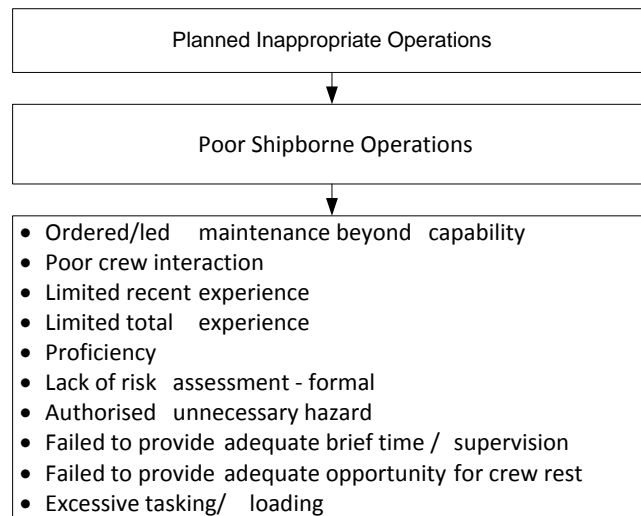 Planned Inappropriate Operations
Poor Shipborne Operations
• Ordered/led maintenance beyond capability
• Poor crew interaction
• Limited recent experience
• Limited total experience
• Proficiency
• Lack of risk assessment - formal
• Authorised unnecessary hazard
• Failed to provide adequate brief time / supervision
• Failed to provide adequate opportunity for crew rest
• Excessive tasking/ loading